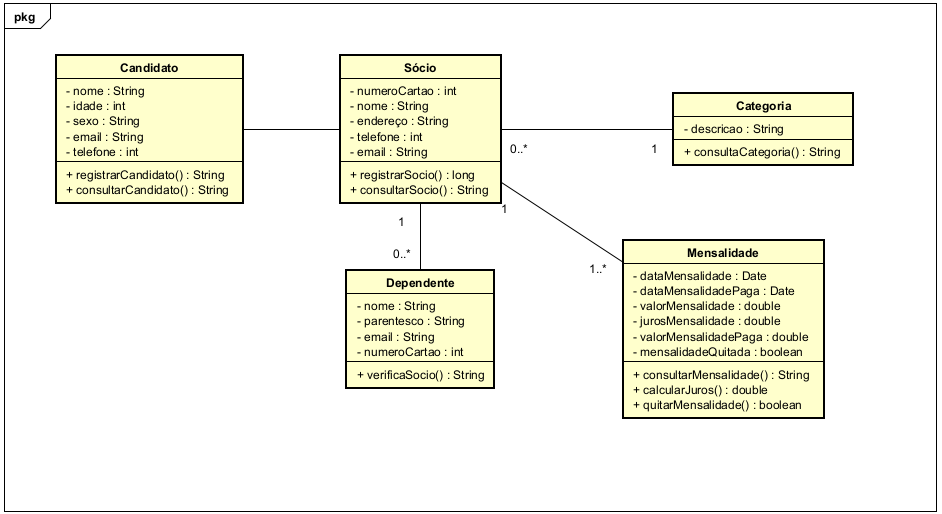 pkg
Candidato
- nome : String
- idade : int
- sexo : String
- email : String
- telefone : int
+ registrarCandidato() : String
+ consultarCandidato() : String
Sócio
- numeroCartao : int
- nome : String
- endereço : String
- telefone : int
- email : String
+ registrarSocio() : long
+ consultarSocio() : String
Categoria
- descricao : String
+ consultaCategoria() : String
0..*
1
1
0..*
1
1..*
Dependente
- nome : String
- parentesco : String
- email : String
- numeroCartao : int
+ verificaSocio() : String
Mensalidade
- dataMensalidade : Date
- dataMensalidadePaga : Date
- valorMensalidade : double
- jurosMensalidade : double
- valorMensalidadePaga : double
- mensalidadeQuitada : boolean
+ consultarMensalidade() : String
+ calcularJuros() : double
+ quitarMensalidade() : boolean